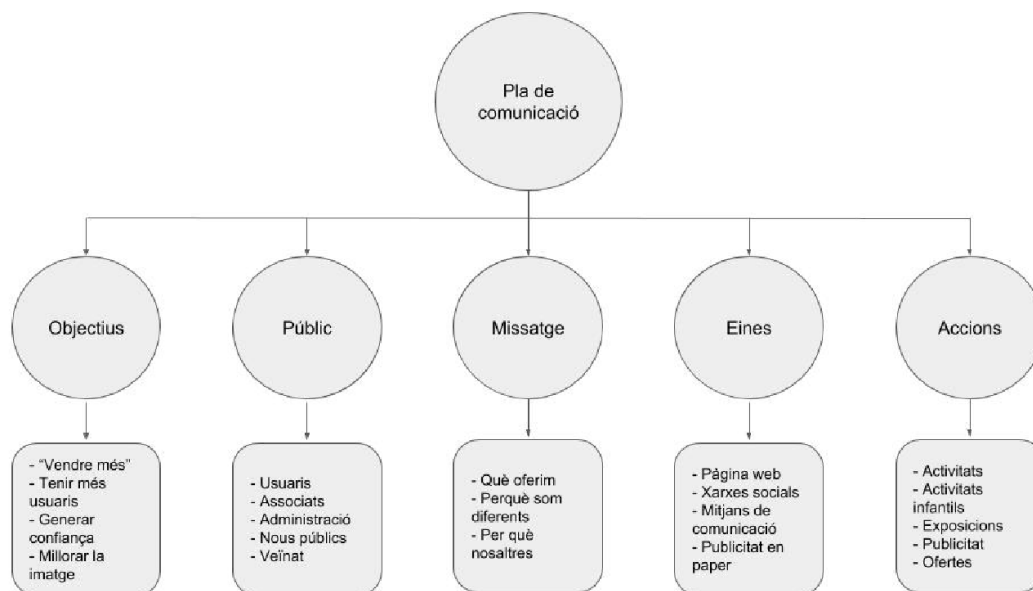 Pla de
comunicació
Objectius
Públic
Missatge
Eines
Accions
- “Vendre més”
- Tenir més
usuaris
- Generar
confiança
- Millorar la
imatge
- Usuaris
- Associats
- Administració
- Nous públics
- Veïnat
- Què oferim
- Perquè som
diferents
- Per què
nosaltres
- Pàgina web
- Xarxes socials
- Mitjans de
comunicació
- Publicitat en
paper
- Activitats
- Activitats
infantils
- Exposicions
- Publicitat
- Ofertes